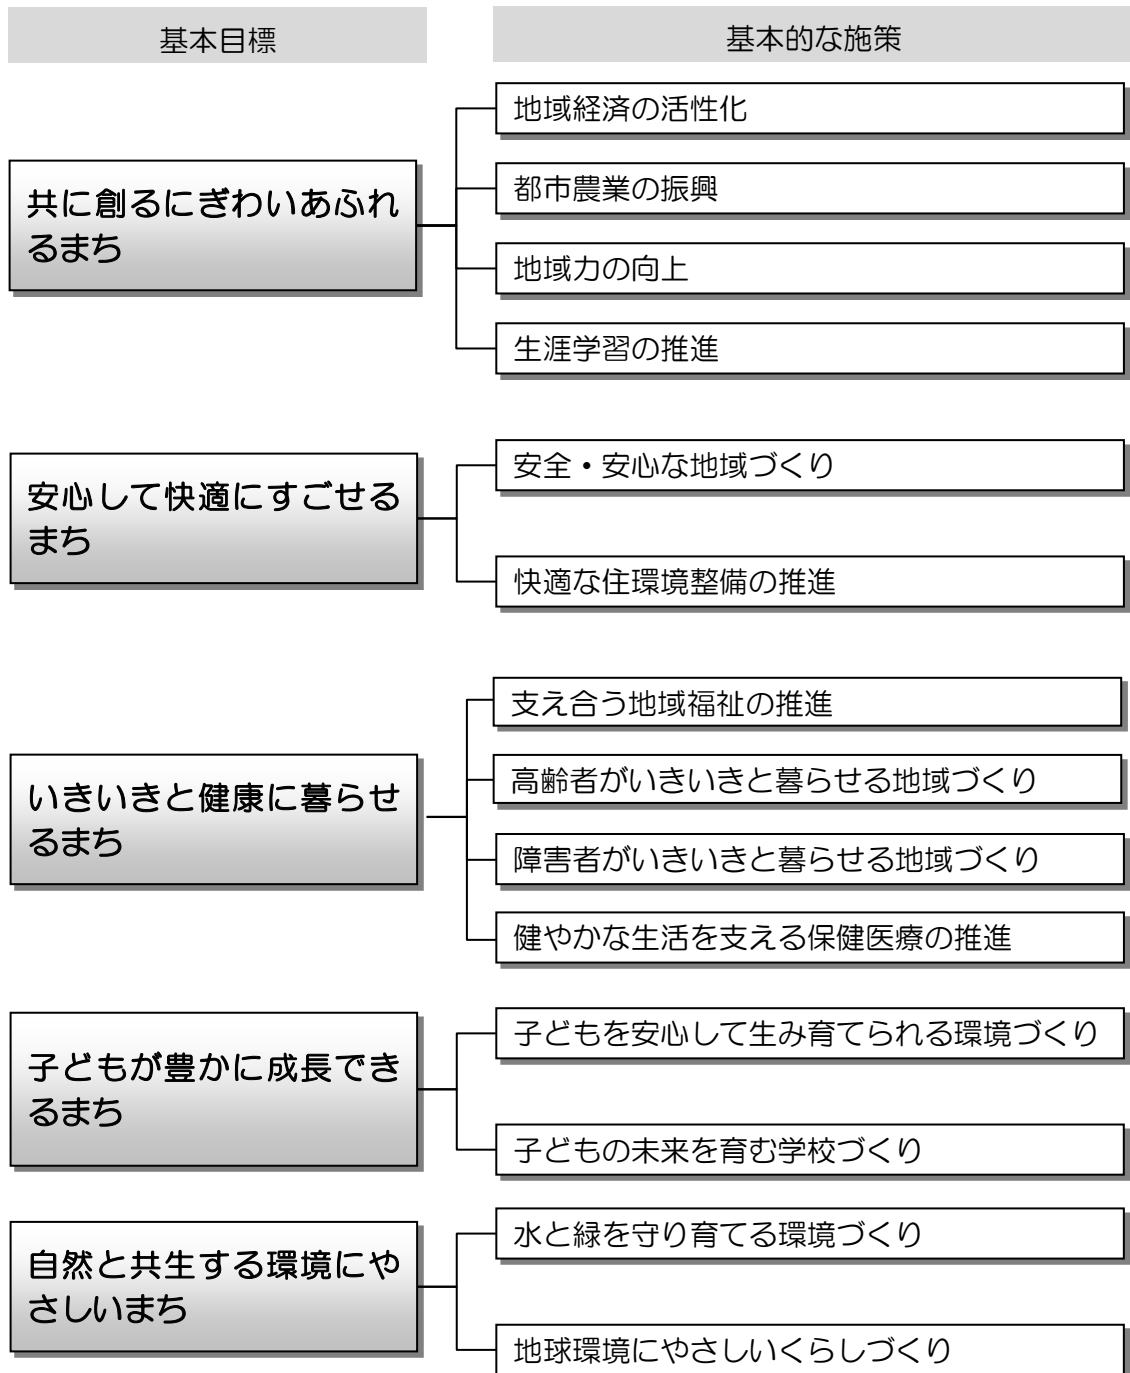 基本目標
基本的な施策
共に創るにぎわいあふれ
るまち
地域経済の活性化
都市農業の振興
地域力の向上
生涯学習の推進
安心して快適にすごせる
まち
安全・安心な地域づくり
快適な住環境整備の推進
いきいきと健康に暮らせ
るまち
支え合う地域福祉の推進
高齢者がいきいきと暮らせる地域づくり
障害者がいきいきと暮らせる地域づくり
健やかな生活を支える保健医療の推進
子どもが豊かに成長でき
るまち
子どもを安心して生み育てられる環境づくり
子どもの未来を育む学校づくり
自然と共生する環境にや
さしいまち
水と緑を守り育てる環境づくり
地球環境にやさしいくらしづくり